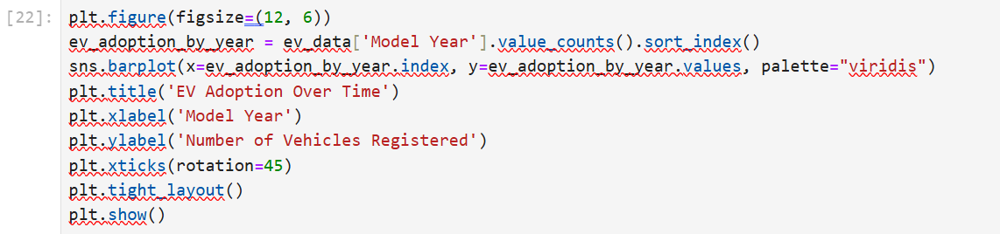 [22]: plt.figure(figsize=(12, 6))
ev_adoption_by_year = ev_data['Model Year'].value_counts().sort_index()
sns.barplot(x=ev_adoption_by_year.index, y=ev_adoption_by_year.values, palette="viridis")
plt.title('EV Adoption Over Time')
plt.xlabel('Model Year')
plt.ylabel('Number of Vehicles Registered')
plt.xticks(rotation=45)
plt.tight_layout()
plt.show()